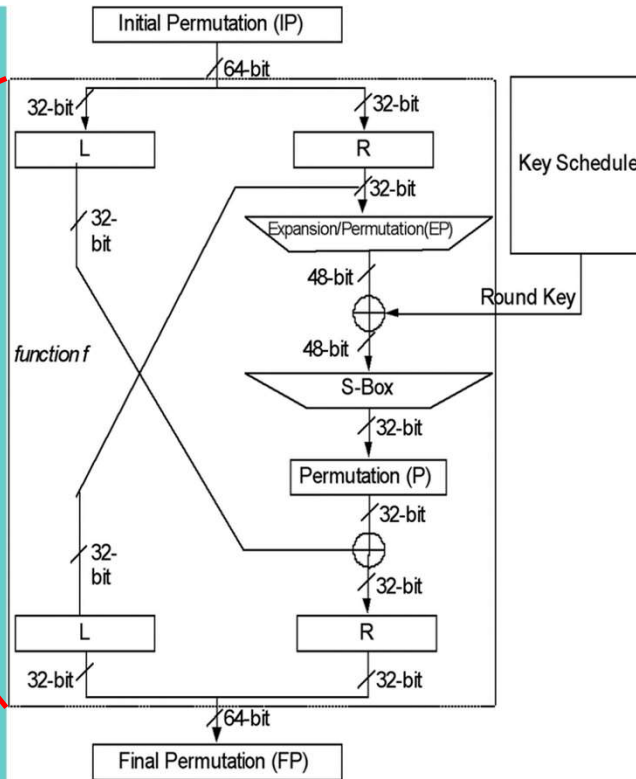 Initial Permutation (IP)
64-bit
32-bit
32-bit
L
R
Key Schedule
32-bit
32-
bit
Expansion/Permutation(EP)
48-bit
Round Key
48-bit
function f
S-Box
32-bit
Permutation (P)
32-bit
32-
bit
32-bit
L
R
32-bit
32-bit
64-bit
Final Permutation (FP)